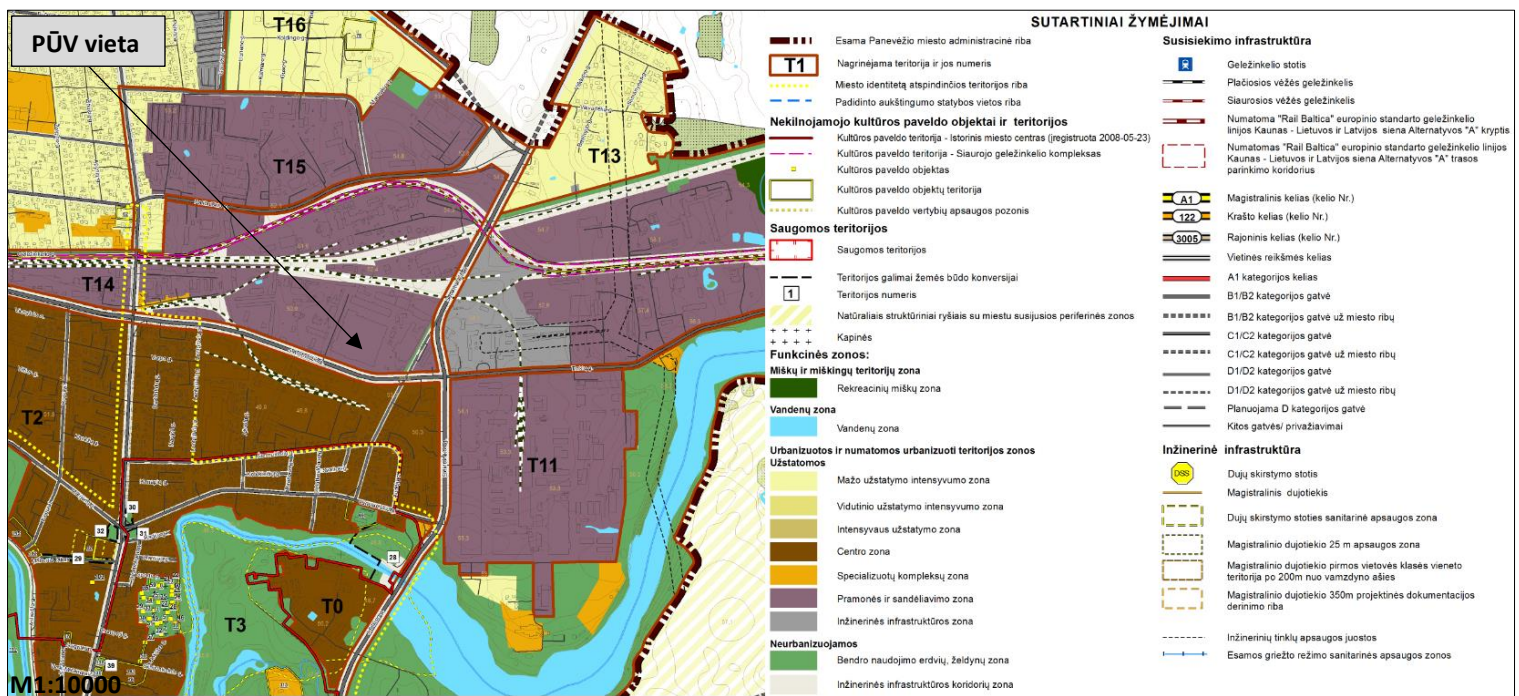 PŪV vieta
T16
T13
T15
T14
T2
T11
T0
T3
30
32
31
29
28
39
M1:10000
SUTARTINIAI ŽYMĖJIMAI
Esama Panevėžio miesto administracinė riba
T1 Nagrinėjama teritorija ir jos numeris
Miesto identitetą atspindinčios teritorijos riba
Padidinto aukštingumo statybos vietos riba
Nekilnojamojo kultūros paveldo objektai ir teritorijos
Kultūros paveldo teritorija - Istorinis miesto centras (įregistruota 2008-05-23)
Kultūros paveldo teritorija - Siaurojo geležinkelio kompleksas
Kultūros paveldo objektas
Kultūros paveldo objektų teritorija
Kultūros paveldo vertybių apsaugos pozonis
Saugomos teritorijos
Saugomos teritorijos
Teritorijos galimai žemės būdo konversijai
1 Teritorijos numeris
Natūraliais struktūriniai ryšiais su miestu susijusios periferinės zonos
Kapinės
Funkcinės zonos:
Miškų ir miškingų teritorijų zona
Rekreacinių miškų zona
Vandenų zona
Vandenų zona
Urbanizuotos ir numatomos urbanizuoti teritorijos zonos
Užstatomos
Mažo užstatymo intensyvumo zona
Vidutinio užstatymo intensyvumo zona
Intensyvaus užstatymo zona
Centro zona
Specializuotų kompleksų zona
Pramonės ir sandėliavimo zona
Inžinerinės infrastruktūros zona
Neurbanizuojamos
Bendro naudojimo erdvių, želdynų zona
Inžinerinės infrastruktūros koridorių zona
Susisiekimo infrastruktūra
Geležinkelio stotis
Plačiosios vėžės geležinkelis
Siaurosios vėžės geležinkelis
Numatoma "Rail Baltica" europinio standarto geležinkelio
linijos Kaunas - Lietuvos ir Latvijos siena Alternatyvos "A" kryptis
Numatomas "Rail Baltica" europinio standarto geležinkelio linijos
Kaunas - Lietuvos ir Latvijos siena Alternatyvos "A" trasos
parinkimo koridorius
A1 Magistralinis kelias (kelio Nr.)
122 Krašto kelias (kelio Nr.)
3005 Rajoninis kelias (kelio Nr.)
Vietinės reikšmės kelias
A1 kategorijos kelias
B1/B2 kategorijos gatvė
B1/B2 kategorijos gatvė už miesto ribų
C1/C2 kategorijos gatvė
C1/C2 kategorijos gatvė už miesto ribų
D1/D2 kategorijos gatvė
D1/D2 kategorijos gatvė už miesto ribų
Planuojama D kategorijos gatvė
Kitos gatvės/ privažiavimai
Inžinerinė infrastruktūra
DSS Dujų skirstymo stotis
Magistralinis dujotiekis
Dujų skirstymo stoties sanitarinė apsaugos zona
Magistralinio dujotiekio 25 m apsaugos zona
Magistralinio dujotiekio pirmos vietovės klasės vieneto
teritorija po 200m nuo vamzdyno ašies
Magistralinio dujotiekio 350m projektinės dokumentacijos
derinimo riba
Inžinerinių tinklų apsaugos juostos
Esamos griežto režimo sanitarinės apsaugos zonos